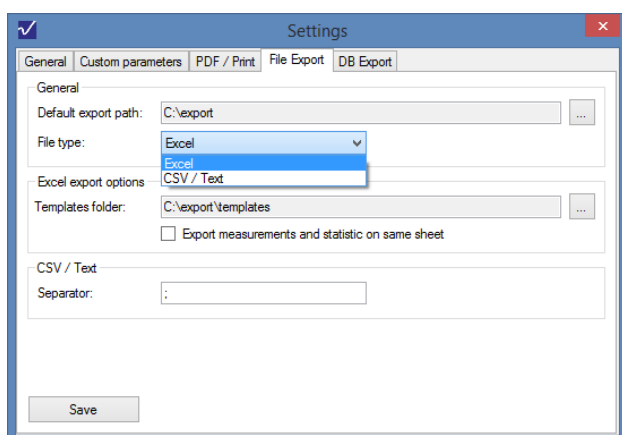 Settings
General Custom parameters PDF / Print File Export DB Export
General
Default export path: C:\export ...
File type: Excel
Excel
CSV / Text
Excel export options
Templates folder: C:\export\templates ...
Export measurements and statistic on same sheet
CSV / Text
Separator: ;
Save